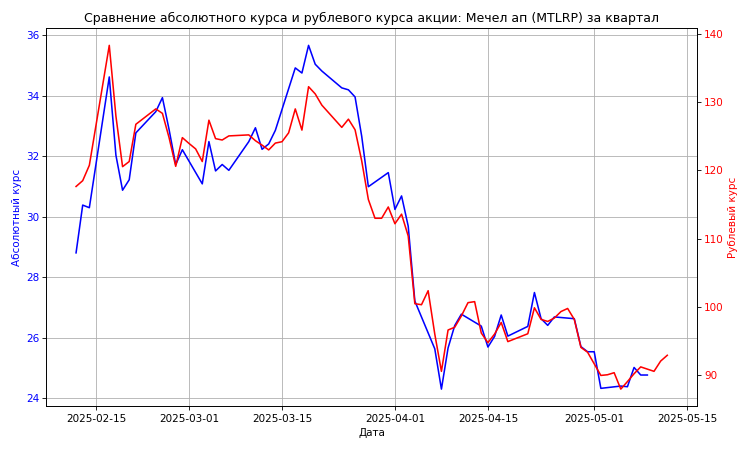 Сравнение абсолютного курса и рублевого курса акции: Мечел ап (MTLRP) за квартал
36
34
32
30
28
26
24
Абсолютный курс
140
130
120
110
100
90
Рублевый курс
2025-02-15 2025-03-01 2025-03-15 2025-04-01 2025-04-15 2025-05-01 2025-05-15
Дата